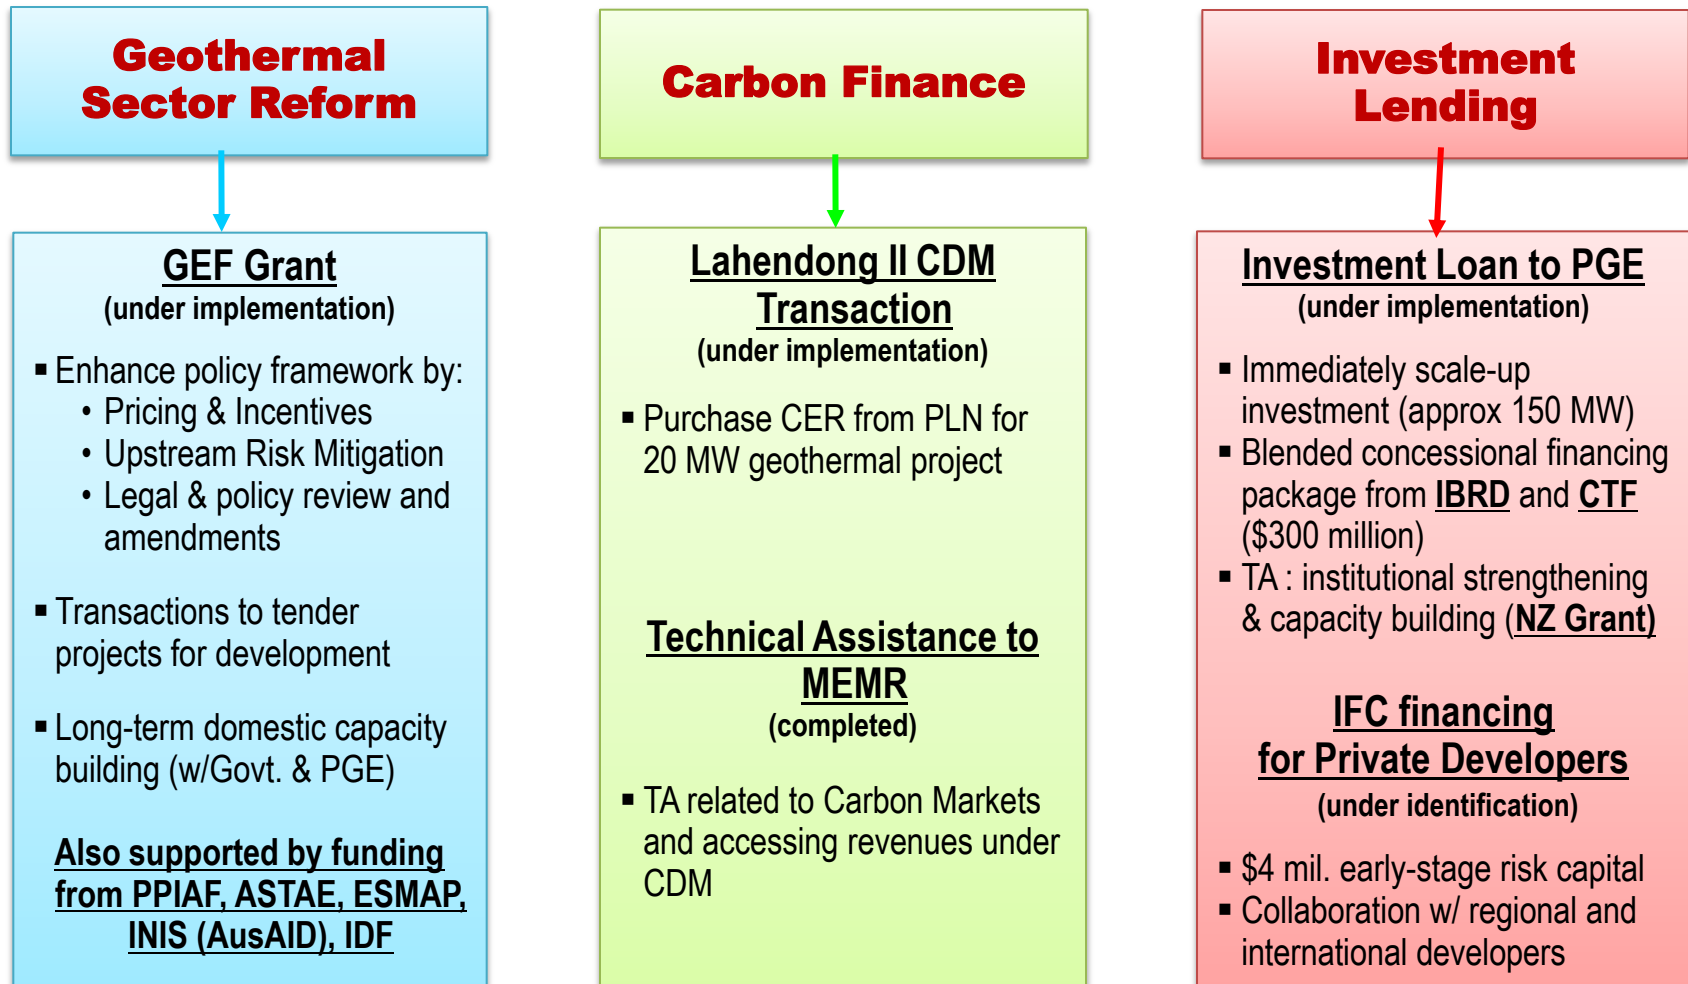 Geothermal
Sector Reform
GEF Grant
(under implementation)
▪ Enhance policy framework by:
• Pricing & Incentives
• Upstream Risk Mitigation
• Legal & policy review and
amendments
▪ Transactions to tender
projects for development
▪ Long-term domestic capacity
building (w/Govt. & PGE)
Also supported by funding
from PPIAF, ASTAE, ESMAP,
INIS (AusAID), IDF
Carbon Finance
Lahendong II CDM
Transaction
(under implementation)
▪ Purchase CER from PLN for
20 MW geothermal project
Technical Assistance to
MEMR
(completed)
▪ TA related to Carbon Markets
and accessing revenues under
CDM
Investment
Lending
Investment Loan to PGE
(under implementation)
▪ Immediately scale-up
investment (approx 150 MW)
▪ Blended concessional financing
package from IBRD and CTF
($300 million)
▪ TA : institutional strengthening
& capacity building (NZ Grant)
IFC financing
for Private Developers
(under identification)
▪ $4 mil. early-stage risk capital
▪ Collaboration w/ regional and
international developers